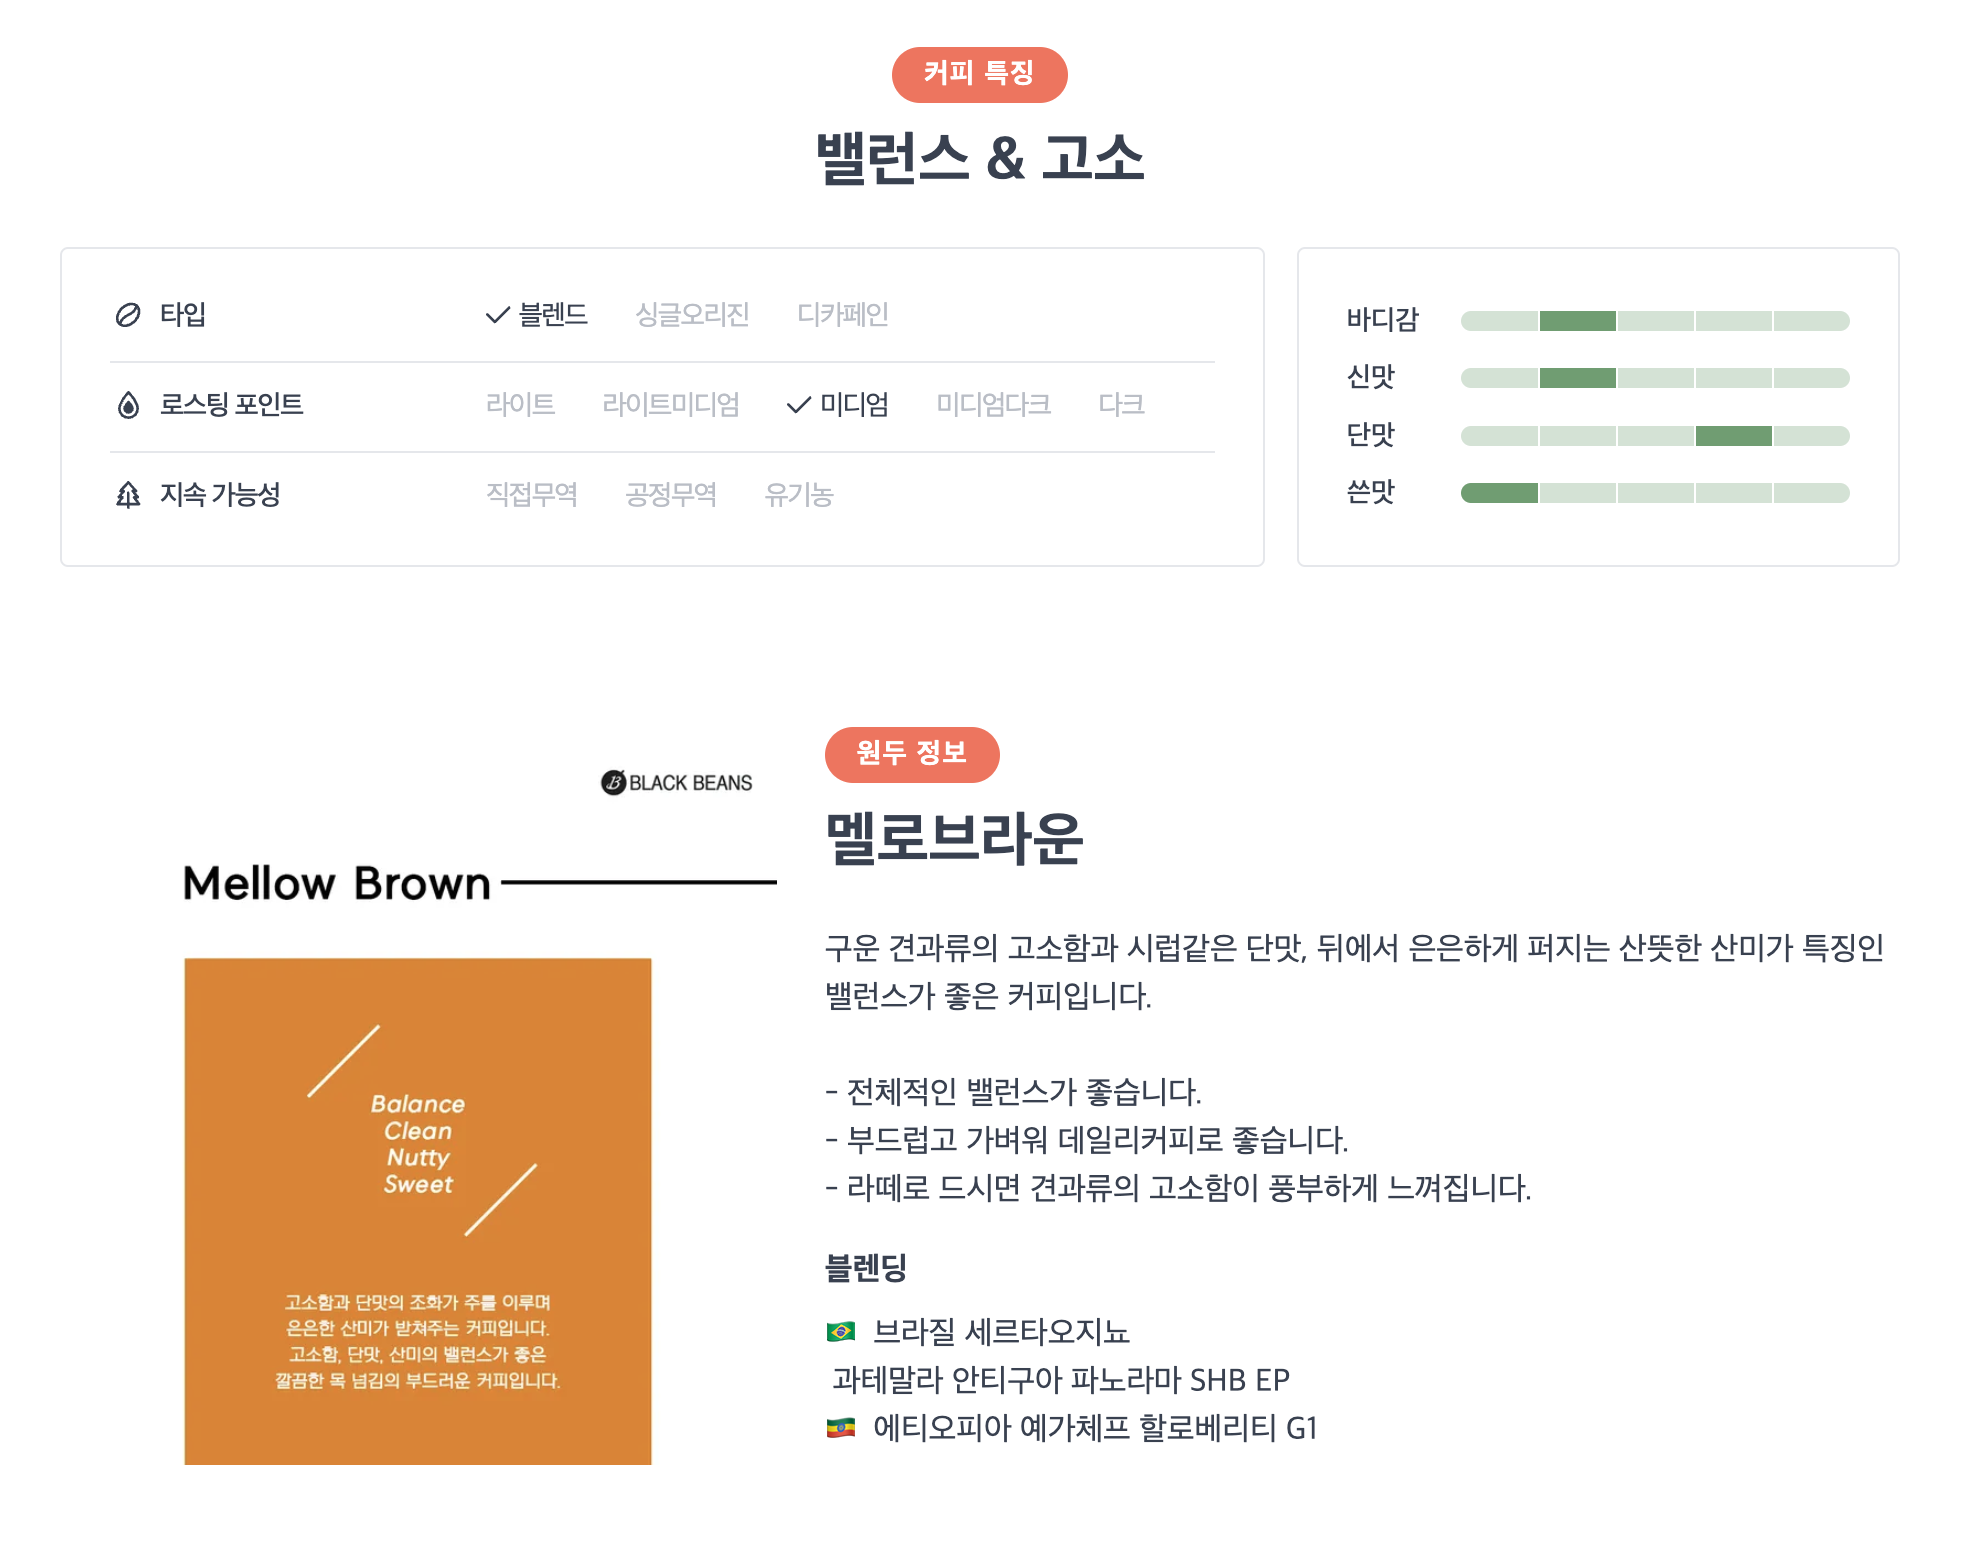 커피 특징
밸런스 & 고소
타입
블렌드 싱글오리진 디카페인
로스팅 포인트
라이트 라이트미디엄 미디엄 미디엄다크 다크
지속 가능성
직접무역 공정무역 유기농
바디감
신맛
단맛
쓴맛
BLACK BEANS
Mellow Brown
Balance
Clean
Nutty
Sweet
고소함과 단맛의 조화가 주를 이루며
은은한 산미가 받쳐주는 커피입니다.
고소함, 단맛, 산미의 밸런스가 좋은
깔끔한 목 넘김의 부드러운 커피입니다.
원두 정보
멜로브라운
구운 견과류의 고소함과 시럽같은 단맛, 뒤에서 은은하게 퍼지는 산뜻한 산미가 특징인
밸런스가 좋은 커피입니다.
- 전체적인 밸런스가 좋습니다.
- 부드럽고 가벼워 데일리커피로 좋습니다.
- 라떼로 드시면 견과류의 고소함이 풍부하게 느껴집니다.
블렌딩
🇧🇷 브라질 세르타오지뇨
과테말라 안티구아 파노라마 SHB EP
🇪🇹 에티오피아 예가체프 할로베리티 G1